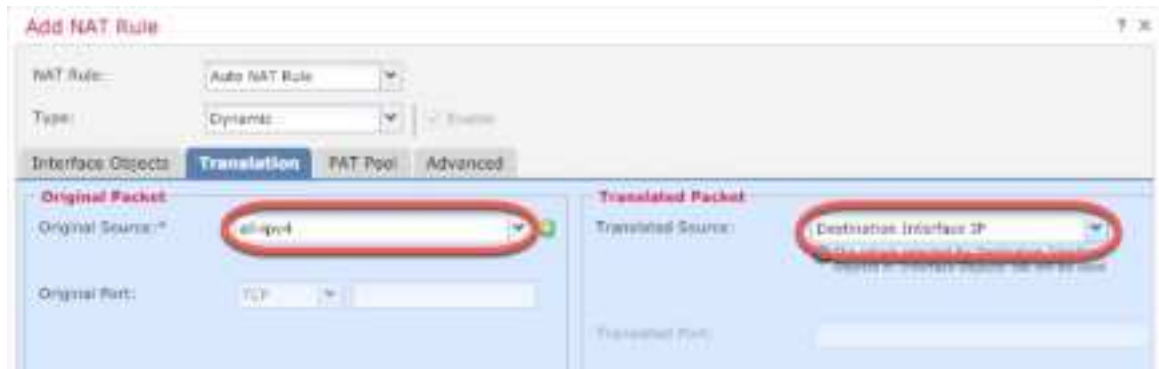 Add NAT Rule ? ×
NAT Rule: Auto NAT Rule
Type: Dynamic Enable
Interface Objects Translation PAT Pool Advanced
Original Packet Translated Packet
Original Source:* all-ipv4 Translated Source: Destination Interface IP
Original Port: TCP
Translated Port: